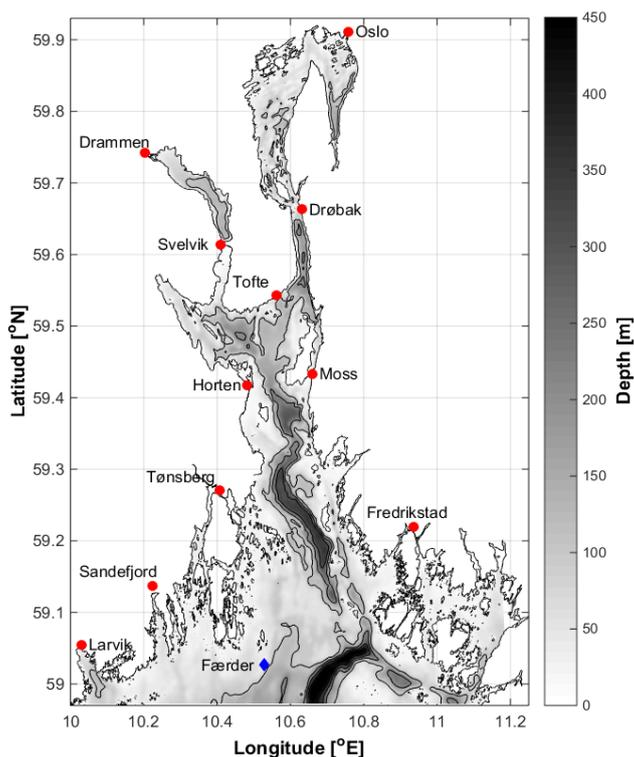 59.9
59.8
59.7
59.6
59.5
59.4
59.3
59.2
59.1
59
Latitude [°N]
10
10.2
10.4
10.6
10.8
11
11.2
Longitude [°E]
Oslo
Drammen
Drøbak
Svelvik
Tofte
Moss
Horten
Tønsberg
Fredrikstad
Sandefjord
Larvik
Færder
450
400
350
300
250
200
150
100
50
0
Depth [m]